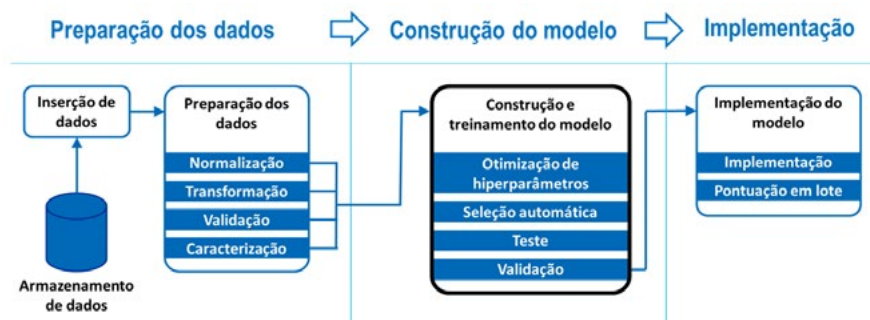 Preparação dos dados
Construção do modelo
Implementação
Inserção de
dados
Armazenamento
de dados
Preparação dos
dados
Normalização
Transformação
Validação
Caracterização
Construção e
treinamento do modelo
Otimização de
hiperparâmetros
Seleção automática
Teste
Validação
Implementação do
modelo
Implementação
Pontuação em lote